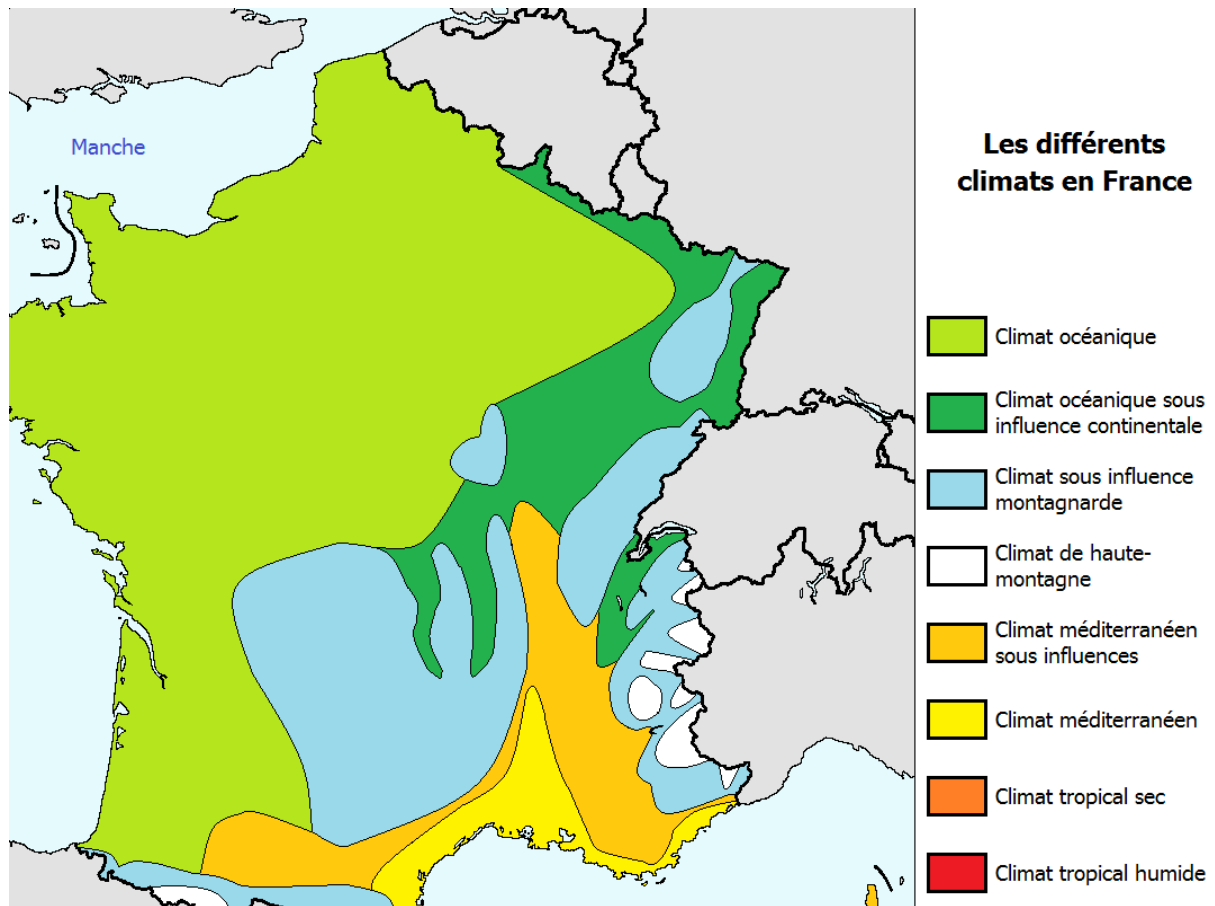 Manche
Les différents
climats en France
Climat océanique
Climat océanique sous
influence continentale
Climat sous influence
montagnarde
Climat de haute-
montagne
Climat méditerranéen
sous influences
Climat méditerranéen
Climat tropical sec
Climat tropical humide